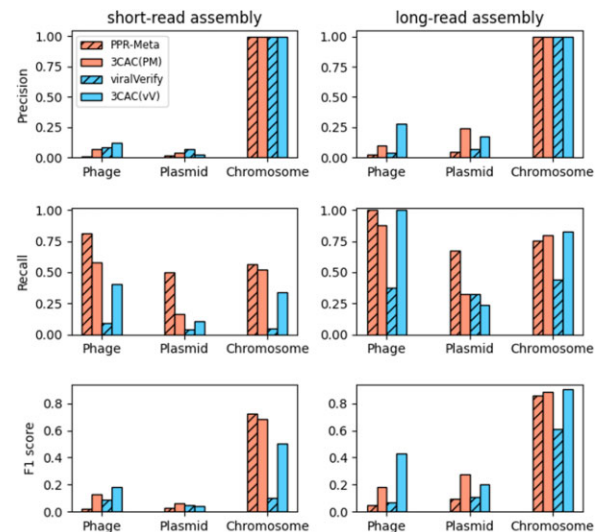 short-read assembly
long-read assembly
Precision
1.00
0.75
0.50
0.25
0.00
PPR-Meta
3CAC(PM)
viralVerify
3CAC(vV)
Phage
Plasmid
Chromosome
1.00
0.75
0.50
0.25
0.00
Phage
Plasmid
Chromosome
Recall
1.00
0.75
0.50
0.25
0.00
Phage
Plasmid
Chromosome
1.00
0.75
0.50
0.25
0.00
Phage
Plasmid
Chromosome
F1 score
0.8
0.6
0.4
0.2
0.0
Phage
Plasmid
Chromosome
0.8
0.6
0.4
0.2
0.0
Phage
Plasmid
Chromosome